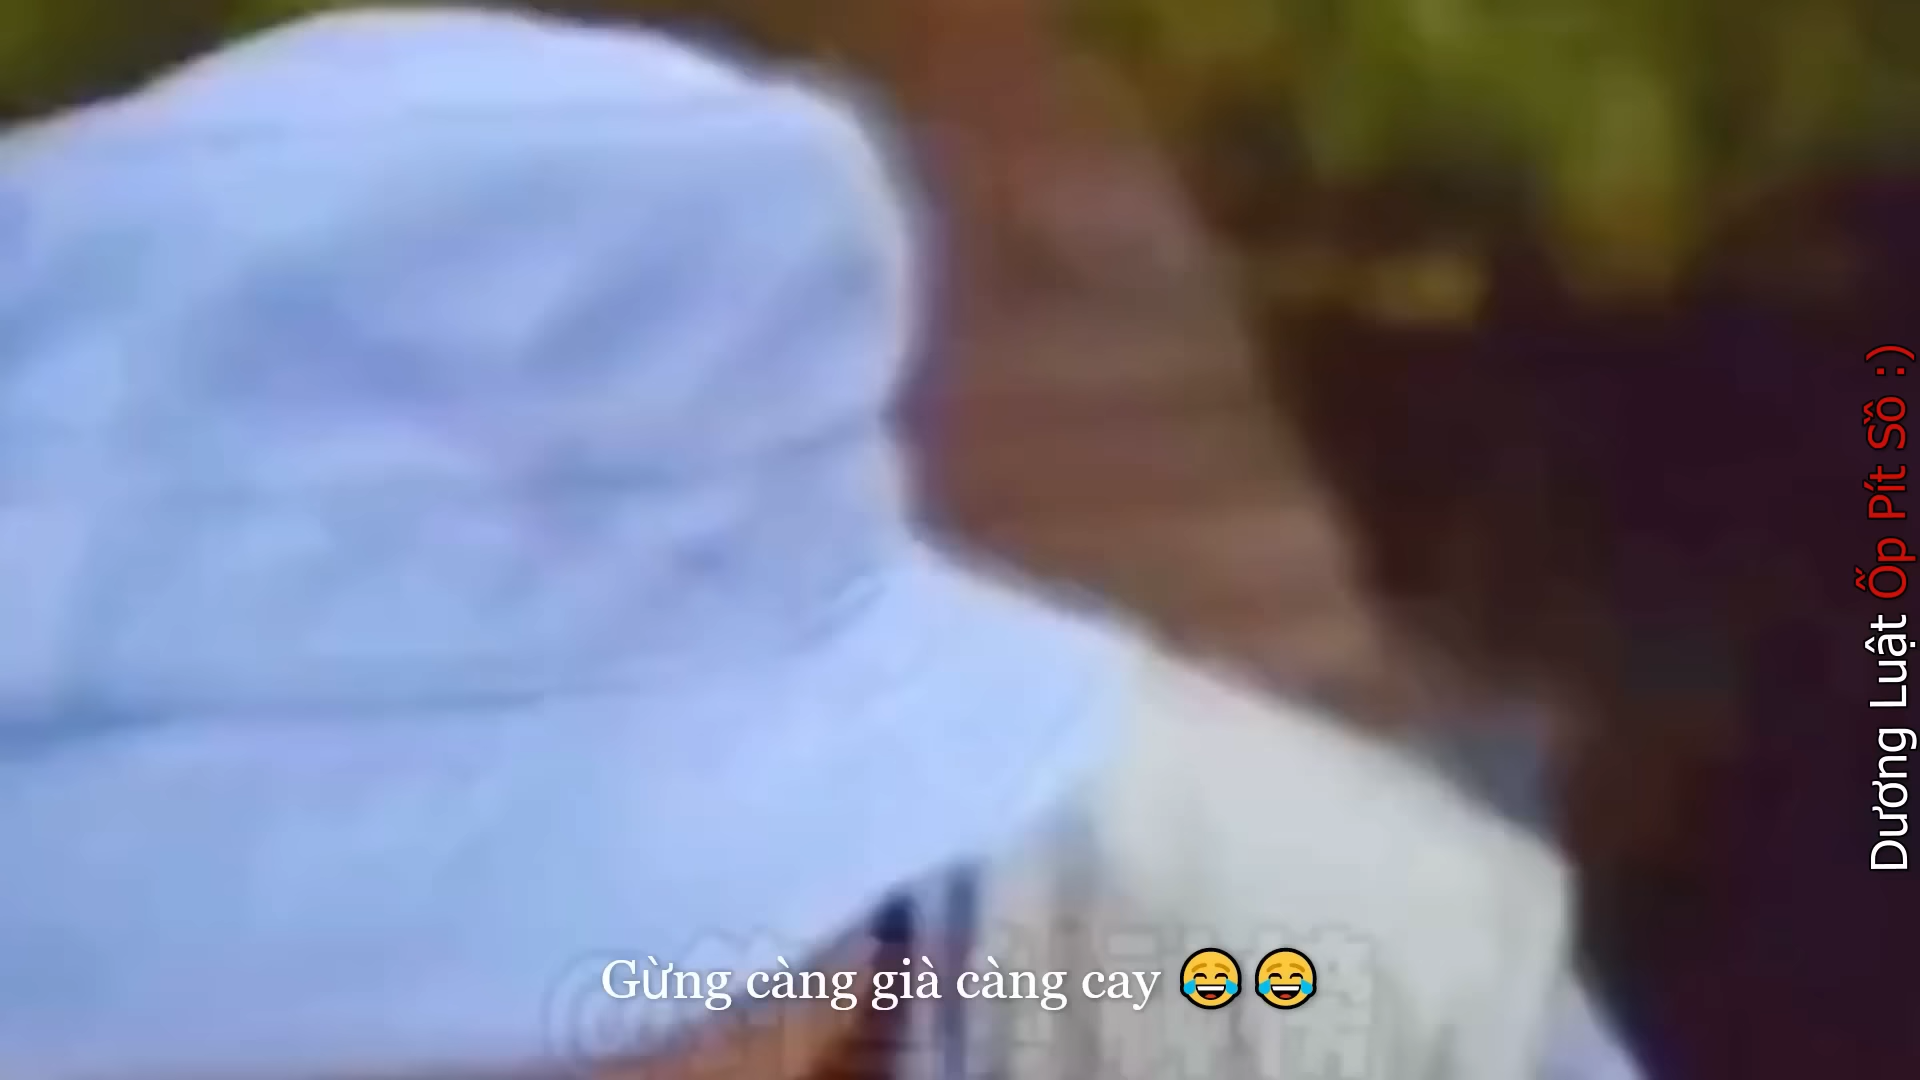 Gừng càng già càng cay 😂😂
Dương Luật Ốp Pít Sồ :)